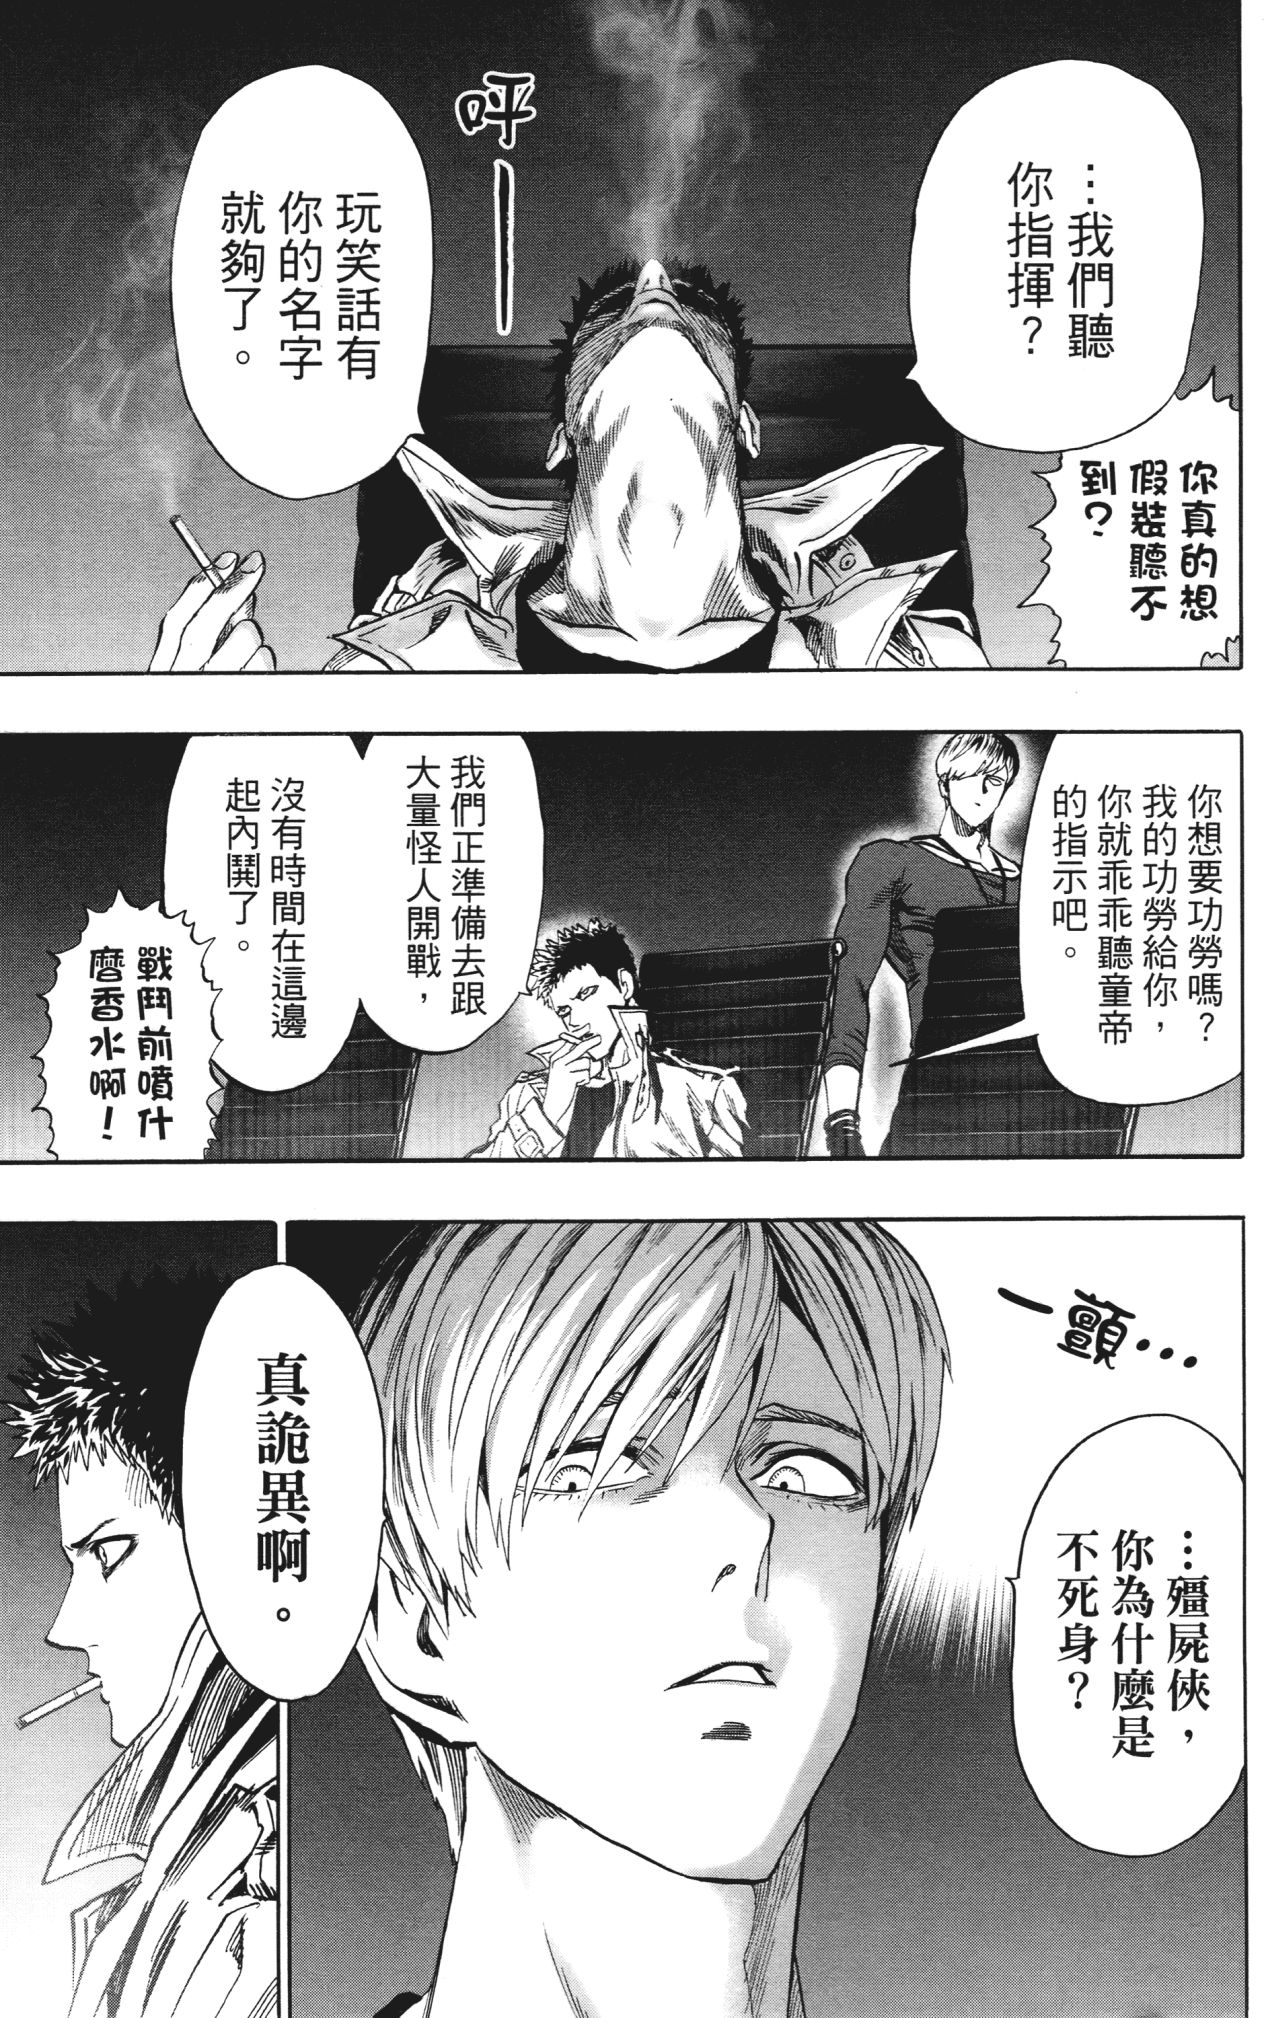 …我們聽
你指揮？
你真的想
假裝聽不
到？
呼——
玩笑話有
你的名字
就夠了。
你想要功勞嗎？
我的功勞給你，
你就乖乖聽童帝
的指示吧。
我們正準備去跟
大量怪人開戰，
沒有時間在這邊
起內鬨了。
戰鬥前噴什
麼香水啊！
一顫…
…殭屍俠，
你為什麼是
不死身？
真詭異啊。